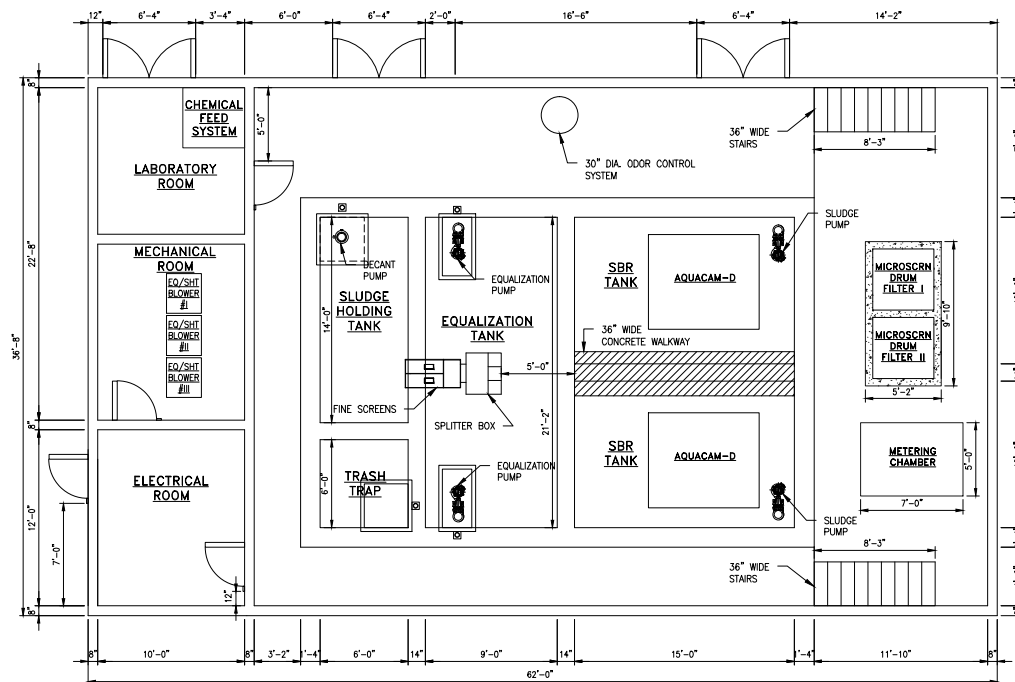 12"
6'-4"
3'-4"
6'-0"
6'-4"
2'-0"
16'-6"
6'-4"
14'-2"
8"
CHEMICAL
FEED
SYSTEM
5'-0"
36" WIDE
STAIRS
8'-3"
30" DIA. ODOR CONTROL
SYSTEM
LABORATORY
ROOM
22'-8"
36'-8"
MECHANICAL
ROOM
EQ/SHT
BLOWER
#I
EQ/SHT
BLOWER
#II
EQ/SHT
BLOWER
#III
DECANT
PUMP
SLUDGE
HOLDING
TANK
14'-0"
EQUALIZATION
PUMP
EQUALIZATION
TANK
SBR
TANK
AQUACAM-D
SLUDGE
PUMP
MICROSCRN
DRUM
FILTER I
MICROSCRN
DRUM
FILTER II
9'-10"
5'-2"
36" WIDE
CONCRETE WALKWAY
5'-0"
FINE SCREENS
SPLITTER BOX
21'-2"
8"
SBR
TANK
AQUACAM-D
METERING
CHAMBER
5'-0"
7'-0"
ELECTRICAL
ROOM
TRASH
TRAP
6'-0"
EQUALIZATION
PUMP
SLUDGE
PUMP
12'-0"
7'-0"
12"
8'-3"
36" WIDE
STAIRS
8"
8"
10'-0"
8"
3'-2"
1'-4"
6'-0"
14"
9'-0"
14"
15'-0"
1'-4"
11'-10"
8"
62'-0"